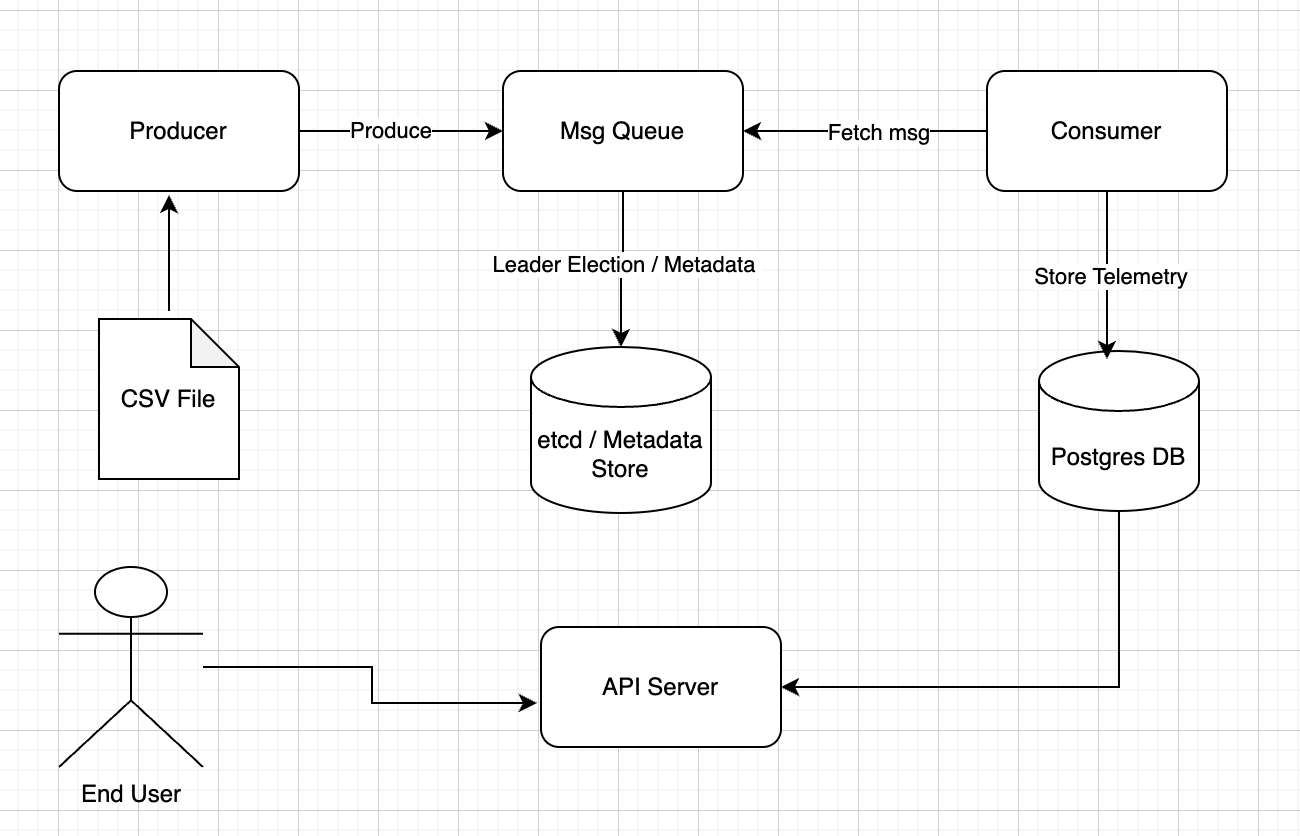 Producer
Produce
Msg Queue
Fetch msg
Consumer
Leader Election / Metadata
Store Telemetry
CSV File
etcd / Metadata
Store
Postgres DB
API Server
End User